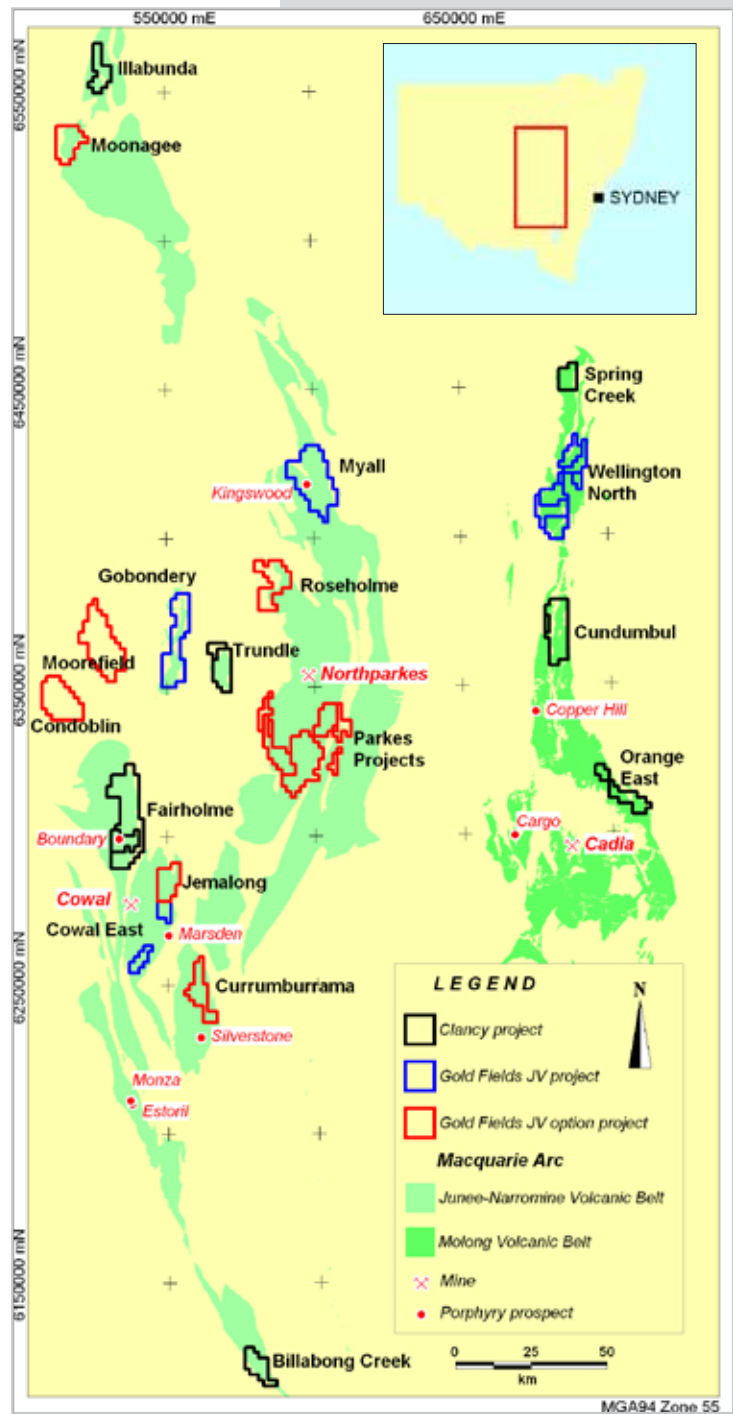 550000 mE
650000 mE
6550000 mN
Illabunda
Moonagee
SYDNEY
6450000 mN
Spring
Creek
Myall
Kingswood
Wellington
North
Gobondery
Roseholme
Trundle
Cundumbul
Moorefield
Northparkes
6350000 mN
Condoblin
Copper Hill
Parkes
Projects
Orange
East
Fairholme
Boundary
Cargo
Cadia
Jemalong
Cowal
Cowal East
Marsden
6250000 mN
Currumburrama
Silverstone
Monza
Estoril
LEGEND
N
Clancy project
Gold Fields JV project
Gold Fields JV option project
Macquarie Arc
Junee-Narromine Volcanic Belt
Molong Volcanic Belt
Mine
Porphyry prospect
6150000 mN
Billabong Creek
0 25 50
km
MGA94 Zone 55